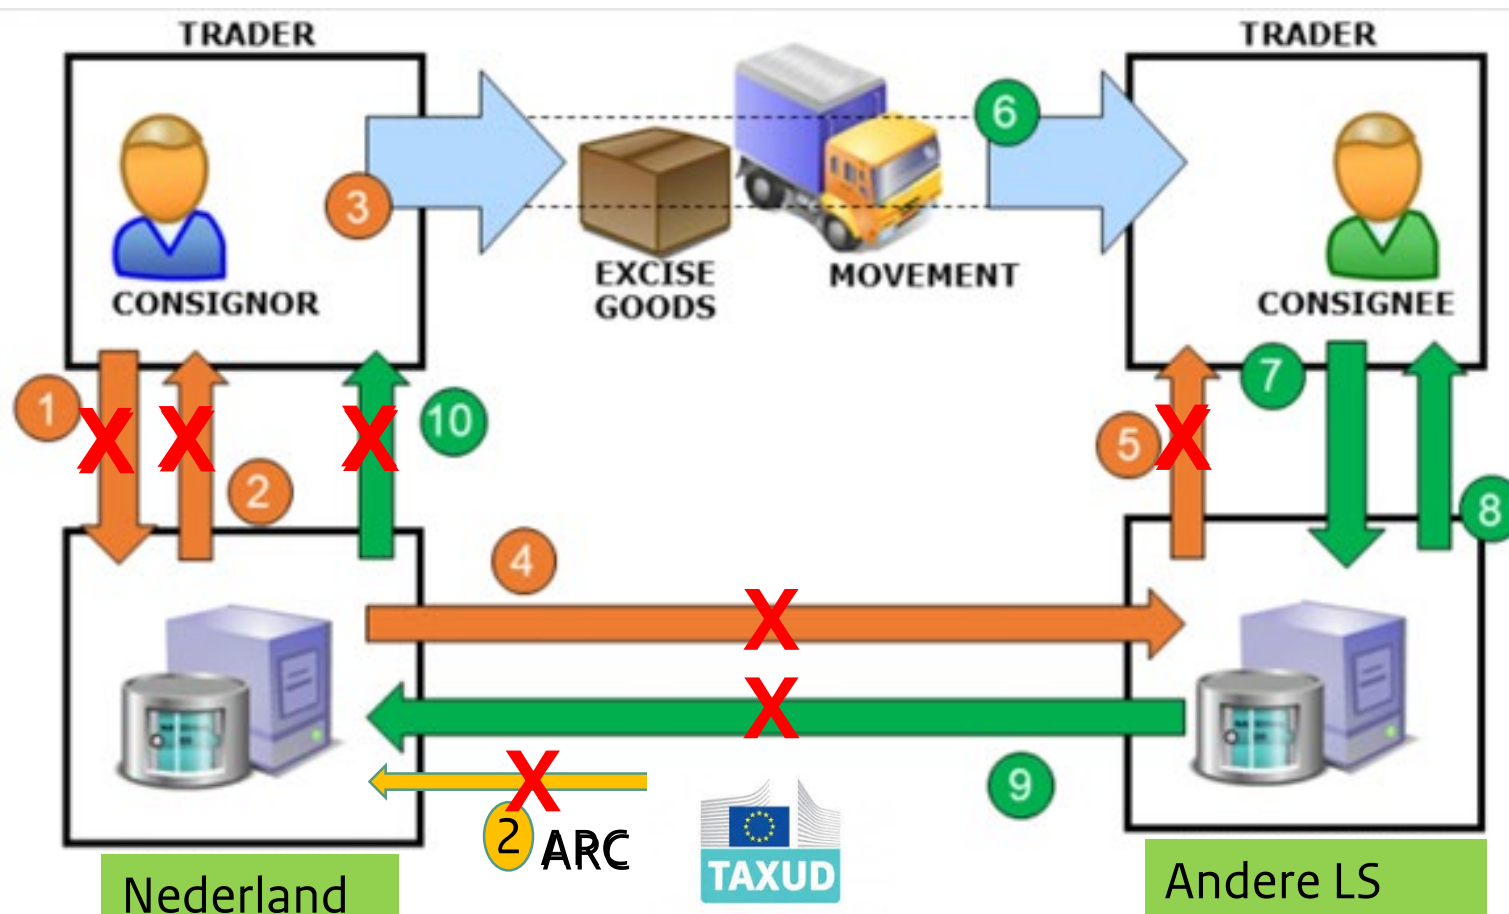 TRADER
TRADER
6
3
EXCISE
GOODS
MOVEMENT
CONSIGNOR
CONSIGNEE
1
X
X
2
X
10
5
X
7
8
4
X
X
9
X
2 ARC
TAXUD
Nederland
Andere LS